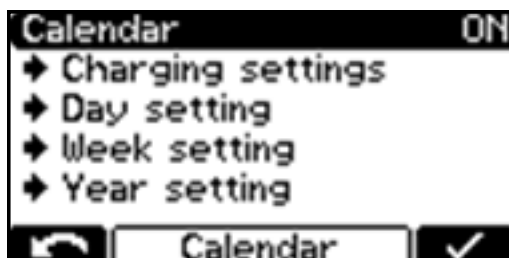 Calendar ON
Charging settings
Day setting
Week setting
Year setting
Calendar